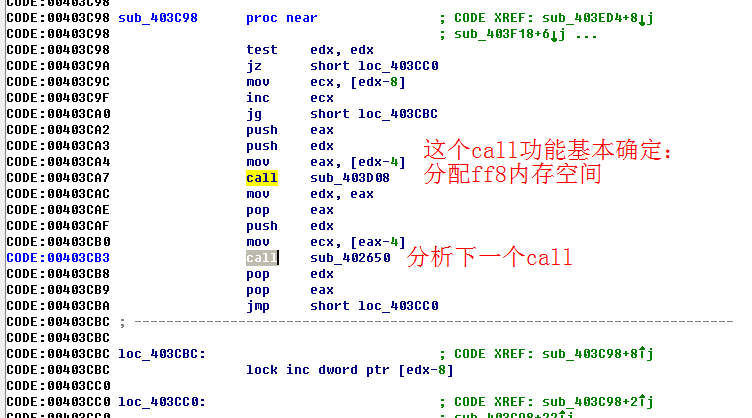 CODE:00403C98
CODE:00403C98 sub_403C98 proc near ; CODE XREF: sub_403ED4+8↓j
CODE:00403C98 ; sub_403F18+6↓j ...
CODE:00403C98 test edx, edx
CODE:00403C9A jz short loc_403CC0
CODE:00403C9C mov ecx, [edx-8]
CODE:00403C9F inc ecx
CODE:00403CA0 jg short loc_403CBC
CODE:00403CA2 push eax
CODE:00403CA3 push edx
CODE:00403CA4 mov eax, [edx-4]
CODE:00403CA7 call sub_403D08
CODE:00403CAC mov edx, eax
CODE:00403CAE pop eax
CODE:00403CAF push edx
CODE:00403CB0 mov ecx, [eax-4]
CODE:00403CB3 call sub_402650
CODE:00403CB8 pop edx
CODE:00403CB9 pop eax
CODE:00403CBA jmp short loc_403CC0
CODE:00403CBC ; ---------------------------------------------------------------------------
CODE:00403CBC
CODE:00403CBC loc_403CBC: ; CODE XREF: sub_403C98+8↑j
CODE:00403CBC lock inc dword ptr [edx-8]
CODE:00403CC0
CODE:00403CC0 loc_403CC0: ; CODE XREF: sub_403C98+2↑j
CODE:00403CC0 ; sub_403C98+22↑j
这个call功能基本确定:
分配ff8内存空间
分析下一个call